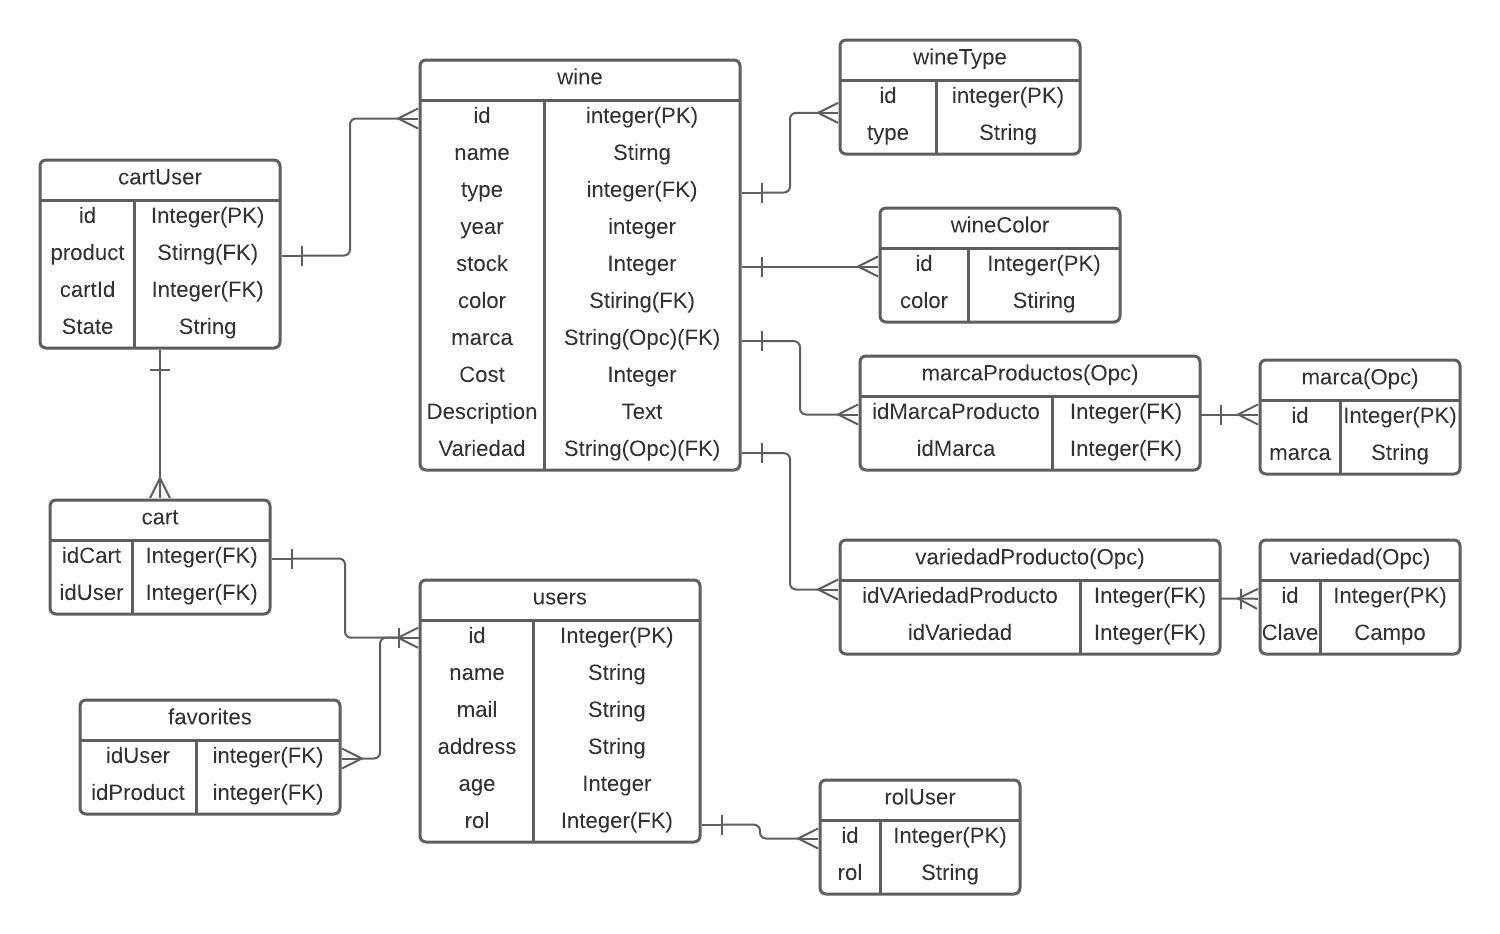 wineType
id integer(PK)
type String
wine
id integer(PK)
name Stirng
type integer(FK)
year integer
stock Integer
color Stiring(FK)
marca String(Opc)(FK)
Cost Integer
Description Text
Variedad String(Opc)(FK)
cartUser
id Integer(PK)
product Stirng(FK)
cartId Integer(FK)
State String
wineColor
id Integer(PK)
color Stiring
marcaProductos(Opc)
idMarcaProducto Integer(FK)
idMarca Integer(FK)
marca(Opc)
id Integer(PK)
marca String
cart
idCart Integer(FK)
idUser Integer(FK)
variedadProducto(Opc)
idVAriedadProducto Integer(FK)
idVariedad Integer(FK)
variedad(Opc)
id Integer(PK)
Clave Campo
users
id Integer(PK)
name String
mail String
address String
age Integer
rol Integer(FK)
favorites
idUser integer(FK)
idProduct integer(FK)
rolUser
id Integer(PK)
rol String